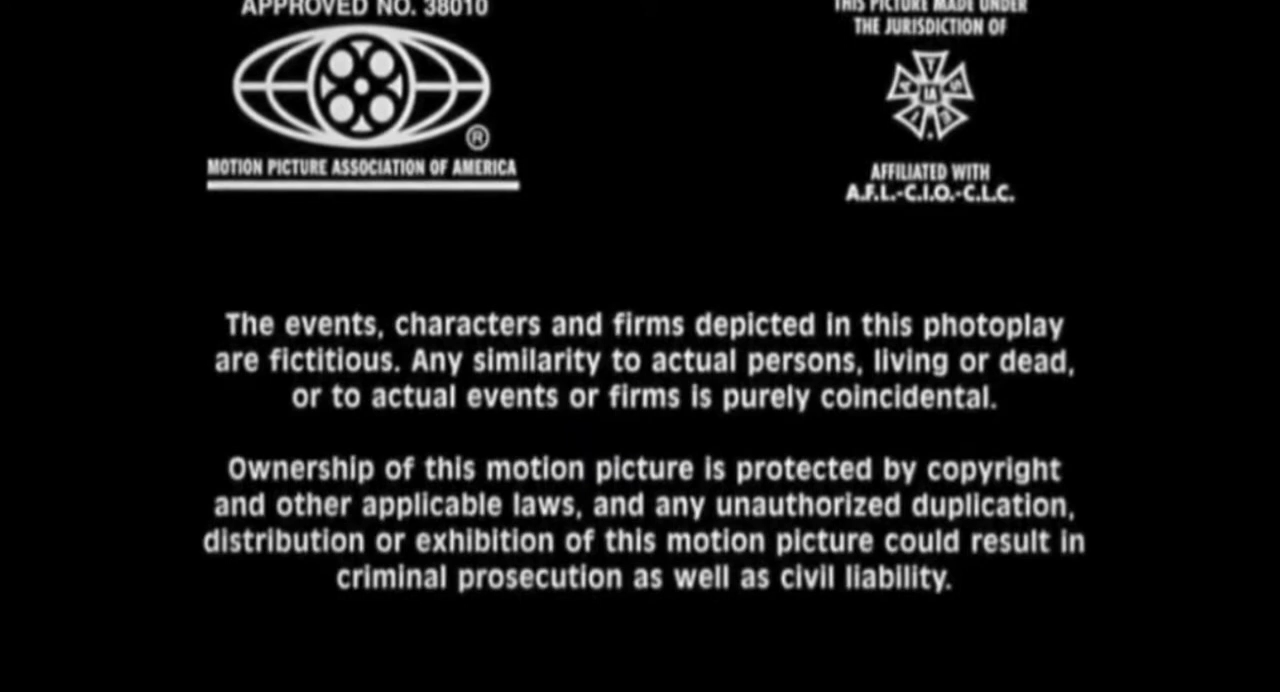 APPROVED NO. 38010
MOTION PICTURE ASSOCIATION OF AMERICA
®
THIS PICTURE MADE UNDER
THE JURISDICTION OF
I A T S E
IA
AFFILIATED WITH
A.F.L.-C.I.O.-C.L.C.
The events, characters and firms depicted in this photoplay
are fictitious. Any similarity to actual persons, living or dead,
or to actual events or firms is purely coincidental.
Ownership of this motion picture is protected by copyright
and other applicable laws, and any unauthorized duplication,
distribution or exhibition of this motion picture could result in
criminal prosecution as well as civil liability.